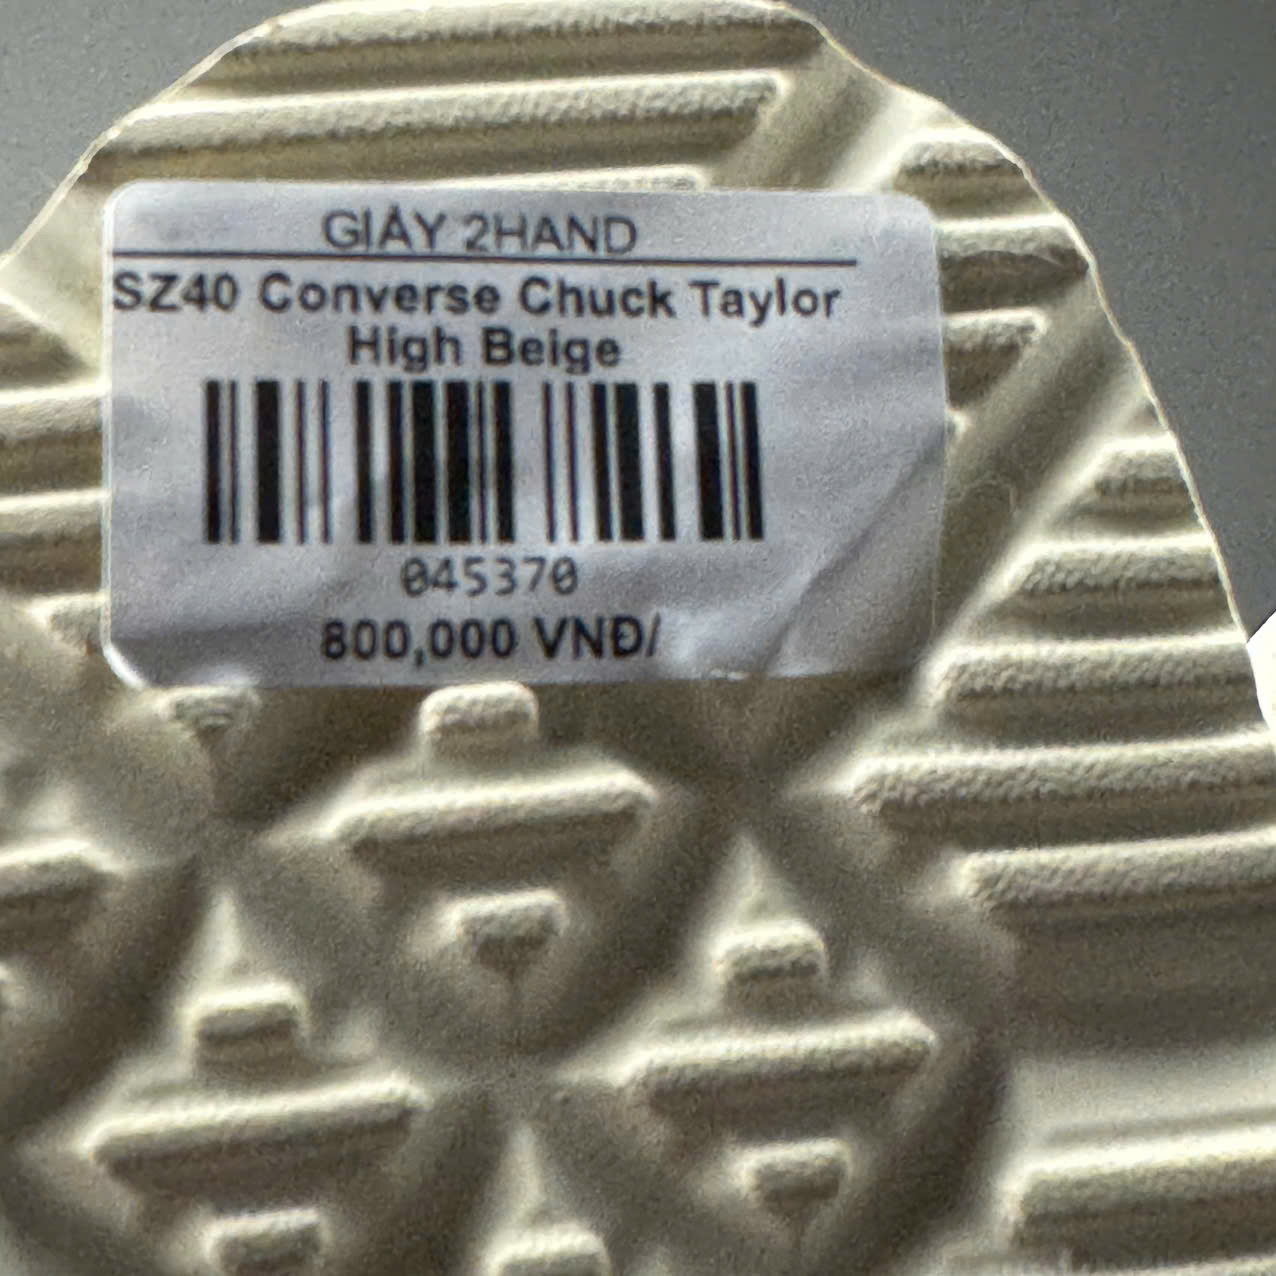 GIÀY 2HAND
SZ40 Converse Chuck Taylor
High Beige
045370
800,000 VNĐ/